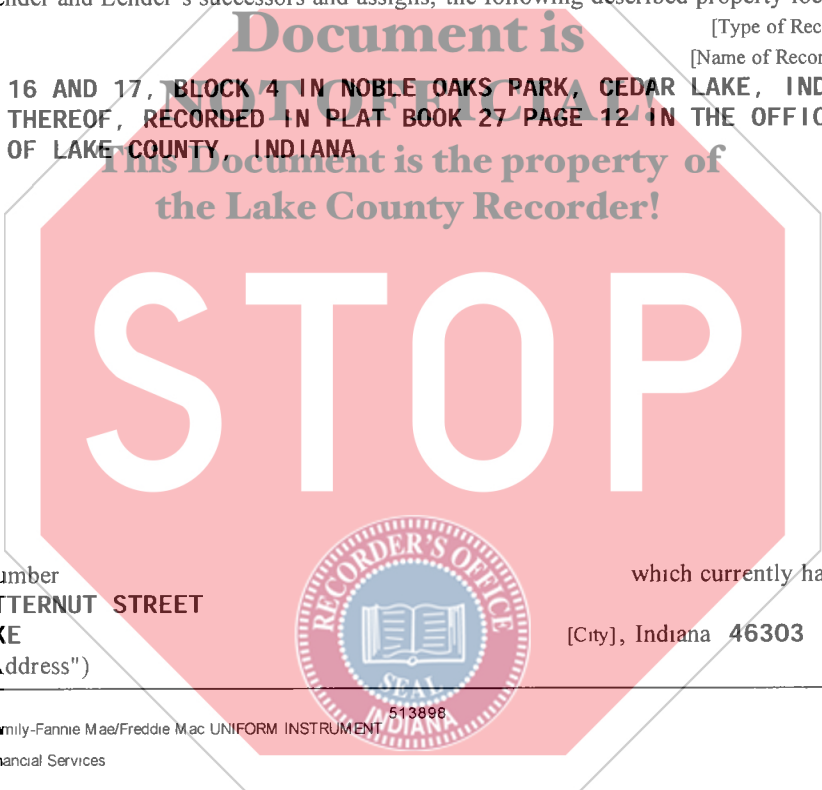 ender and Lender's successors and assigns, the following described property loc
Document is
[Type of Rec
[Name of Recor
16 AND 17, BLOCK 4 IN NOBLE OAKS PARK, CEDAR LAKE, IND
NOT OFFICIAL!
THEREOF, RECORDED IN PLAT BOOK 27 PAGE 12 IN THE OFFIC
OF LAKE COUNTY, INDIANA
This Document is the property of
the Lake County Recorder!
STOP
RECORDER'S OFFICE
umber
which currently ha
TTERNUT STREET
KE
[City], Indiana 46303
Address")
SEAL
INDIANA
513898
mily-Fannie Mae/Freddie Mac UNIFORM INSTRUMENT
nancial Services